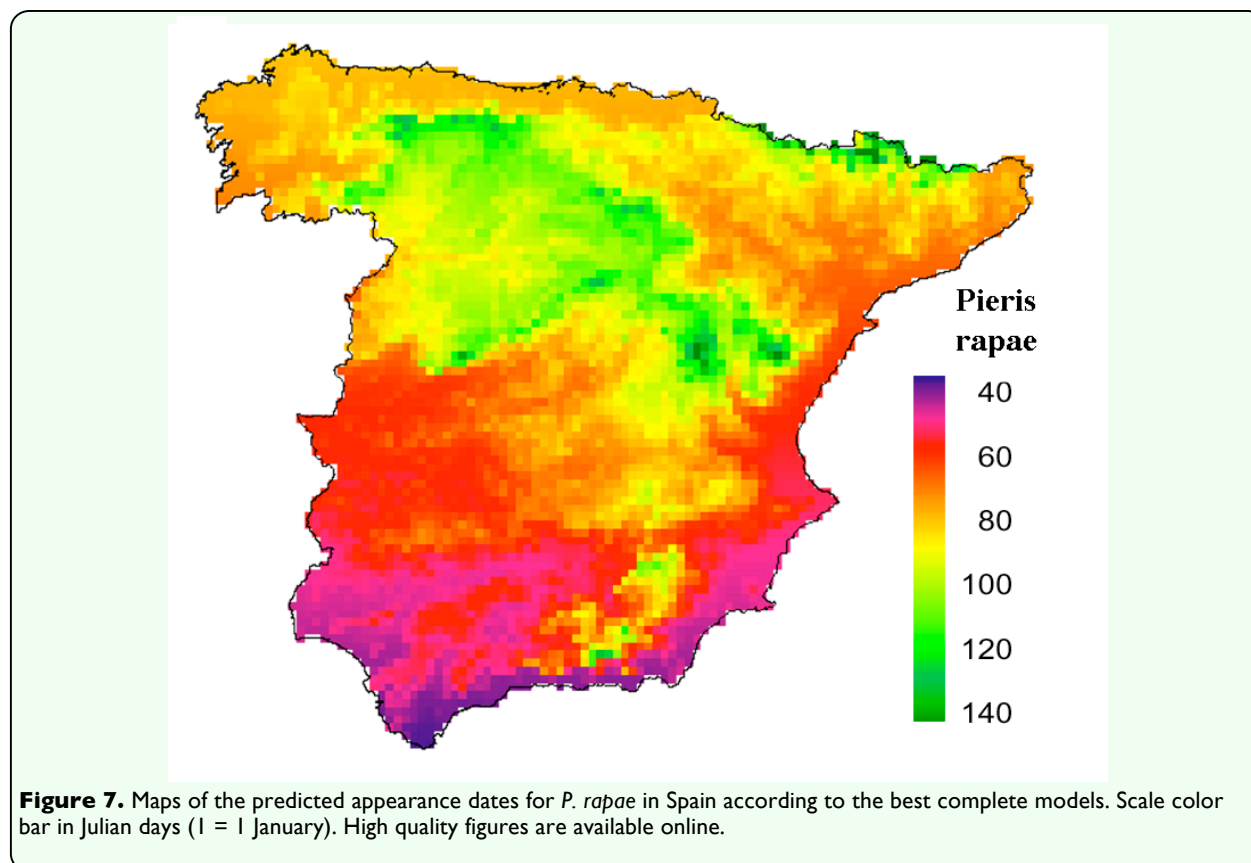 Pieris
rapae
40
60
80
100
120
140
Figure 7. Maps of the predicted appearance dates for P. rapae in Spain according to the best complete models. Scale color
bar in Julian days (1 = 1 January). High quality figures are available online.